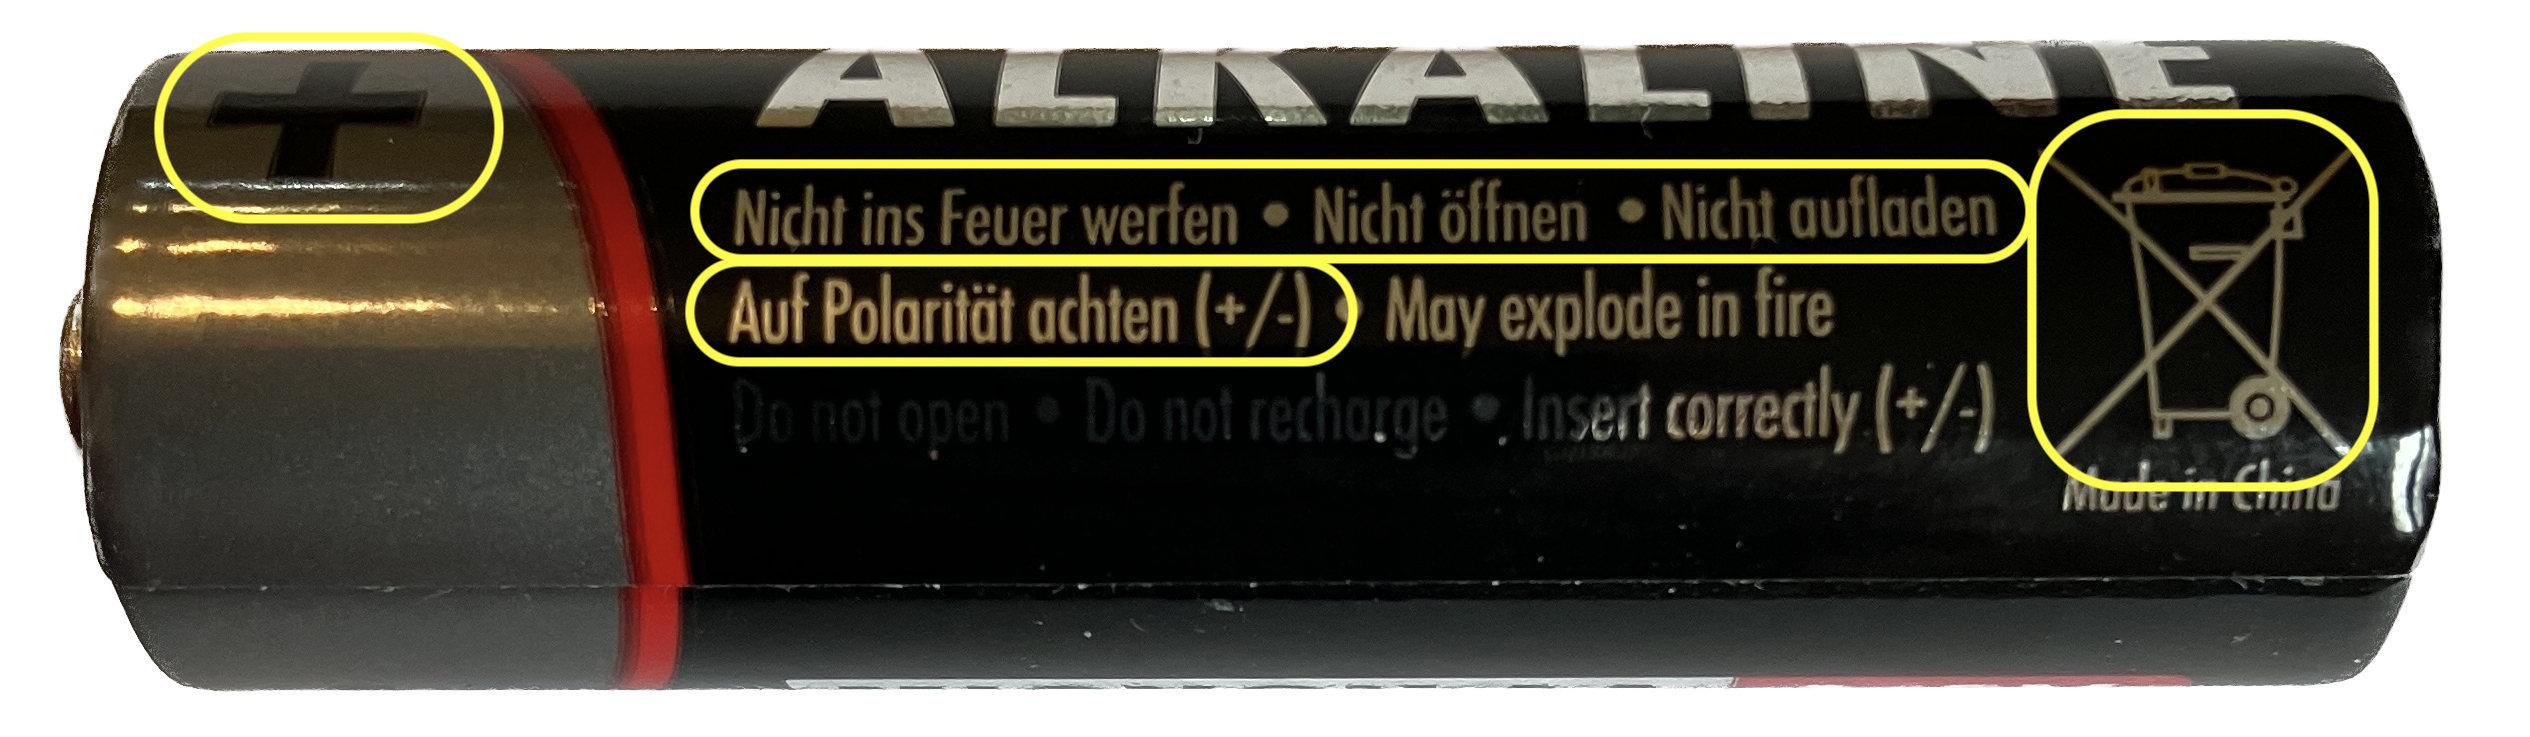 ALKALINE
+
Nicht ins Feuer werfen • Nicht öffnen • Nicht aufladen
Auf Polarität achten (+/-) • May explode in fire
Do not open • Do not recharge • Insert correctly (+/-)
Made in China